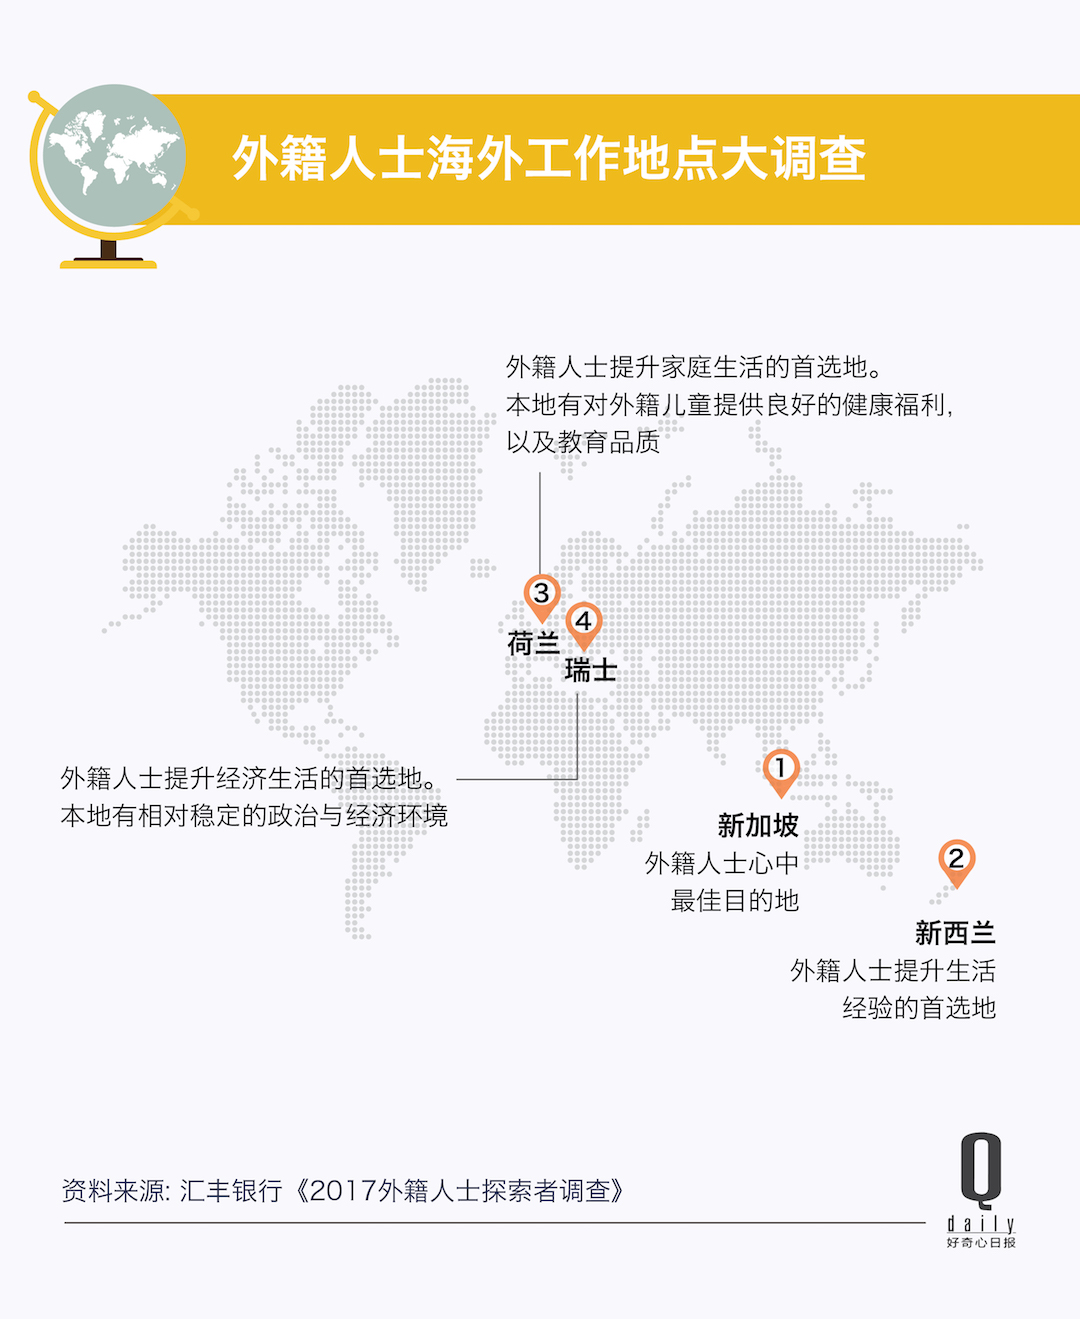 外籍人士海外工作地点大调查
外籍人士提升家庭生活的首选地。
本地有对外籍儿童提供良好的健康福利，
以及教育品质
3
荷兰
4
瑞士
外籍人士提升经济生活的首选地。
本地有相对稳定的政治与经济环境
1
新加坡
外籍人士心中
最佳目的地
2
新西兰
外籍人士提升生活
经验的首选地
资料来源: 汇丰银行《2017外籍人士探索者调查》
Q
daily
好奇心日报